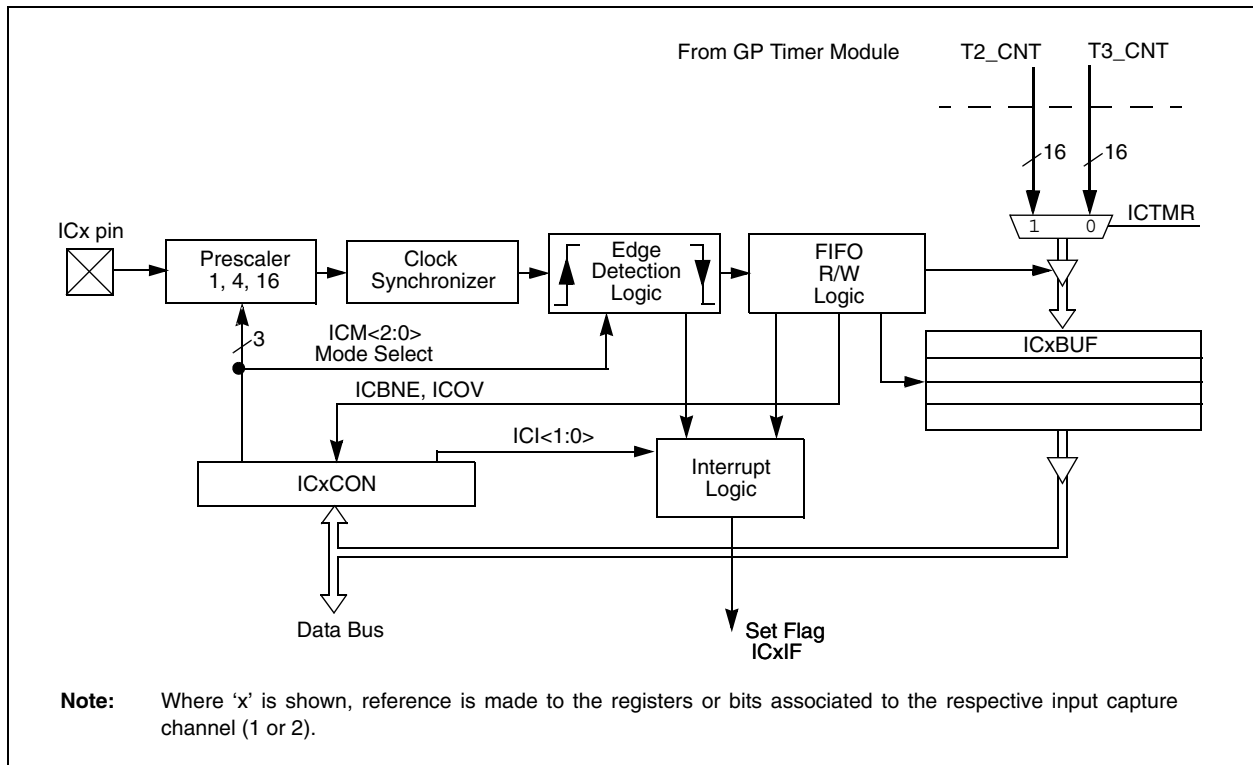 From GP Timer Module
T2_CNT
T3_CNT
16
16
ICTMR
1
0
ICx pin
Prescaler
1, 4, 16
Clock
Synchronizer
Edge
Detection
Logic
FIFO
R/W
Logic
3
ICM<2:0>
Mode Select
ICxBUF
ICBNE, ICOV
ICI<1:0>
Interrupt
Logic
ICxCON
Data Bus
Set Flag
ICxIF
Note: Where ‘x’ is shown, reference is made to the registers or bits associated to the respective input capture
channel (1 or 2).